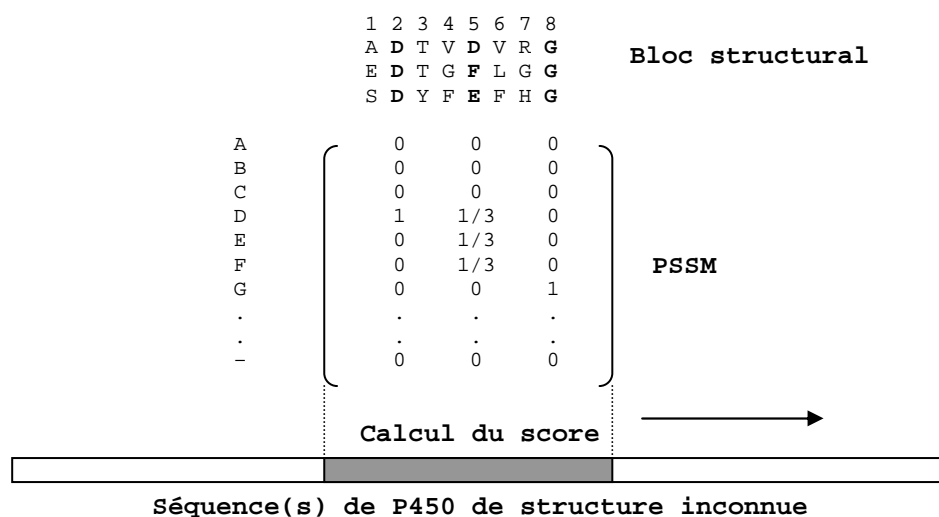 1 2 3 4 5 6 7 8
A D T V D V R G
E D T G F L G G
S D Y F E F H G
Bloc structural
A 0 0 0
B 0 0 0
C 0 0 0
D 1 1/3 0
E 0 1/3 0
F 0 1/3 0
G 0 0 1
. . . .
. . . .
– 0 0 0
PSSM
Calcul du score
Séquence(s) de P450 de structure inconnue